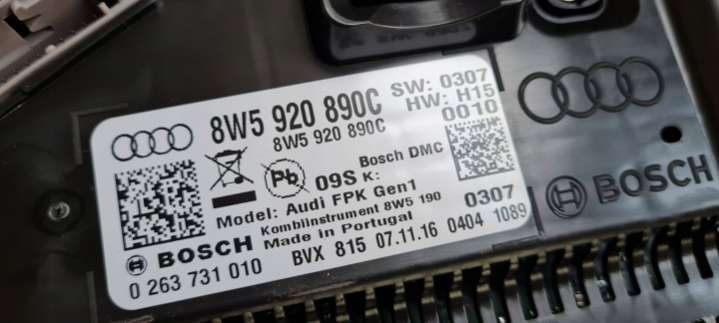 8W5 920 890C
8W5 920 890C
SW: 0307
HW: H15
0010
Bosch DMC
Pb
09S K:
Model: Audi FPK Gen1
Kombiinstrument 8W5 190
Made in Portugal
0307
BOSCH
0 263 731 010
BVX 815 07.11.16 0404 1089
BOSCH